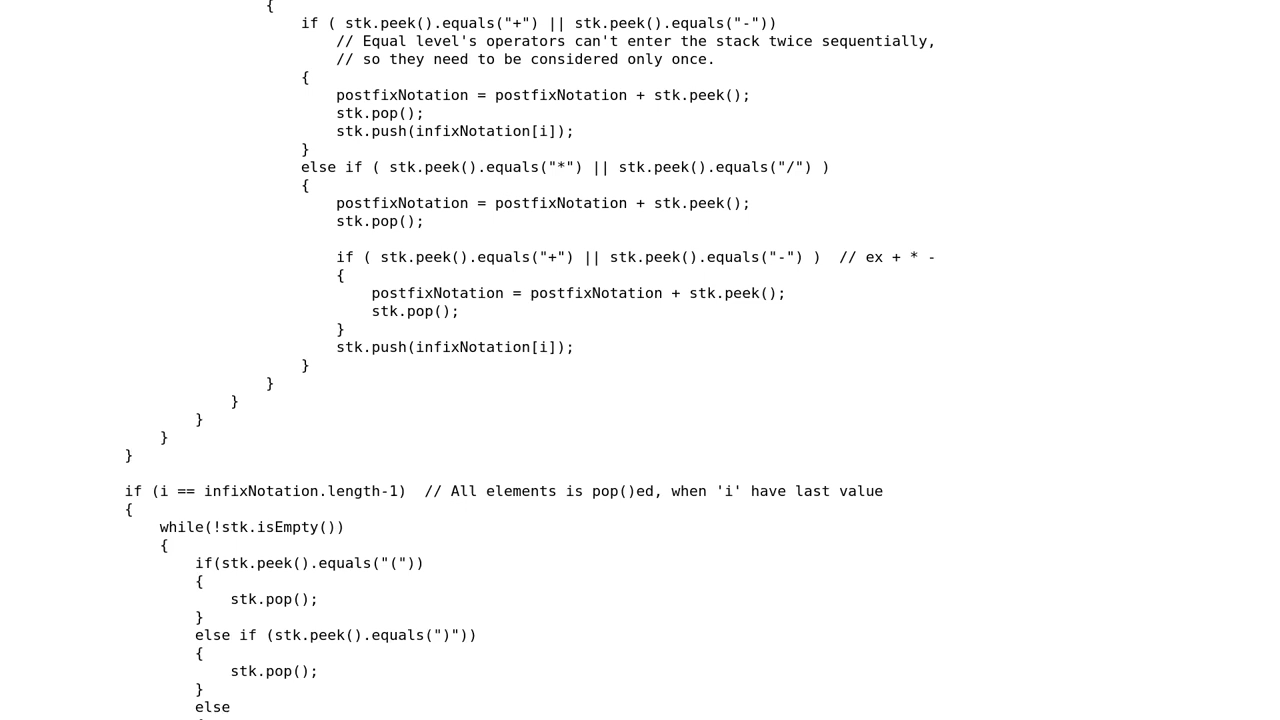 {
if ( stk.peek().equals("+") || stk.peek().equals("-"))
// Equal level's operators can't enter the stack twice sequentially,
// so they need to be considered only once.
{
postfixNotation = postfixNotation + stk.peek();
stk.pop();
stk.push(infixNotation[i]);
}
else if ( stk.peek().equals("*") || stk.peek().equals("/") )
{
postfixNotation = postfixNotation + stk.peek();
stk.pop();
if ( stk.peek().equals("+") || stk.peek().equals("-") )  // ex + * -
{
postfixNotation = postfixNotation + stk.peek();
stk.pop();
}
stk.push(infixNotation[i]);
}
}
}
}
}
}
if (i == infixNotation.length-1)  // All elements is pop()ed, when 'i' have last value
{
while(!stk.isEmpty())
{
if(stk.peek().equals("("))
{
stk.pop();
}
else if (stk.peek().equals(")"))
{
stk.pop();
}
else